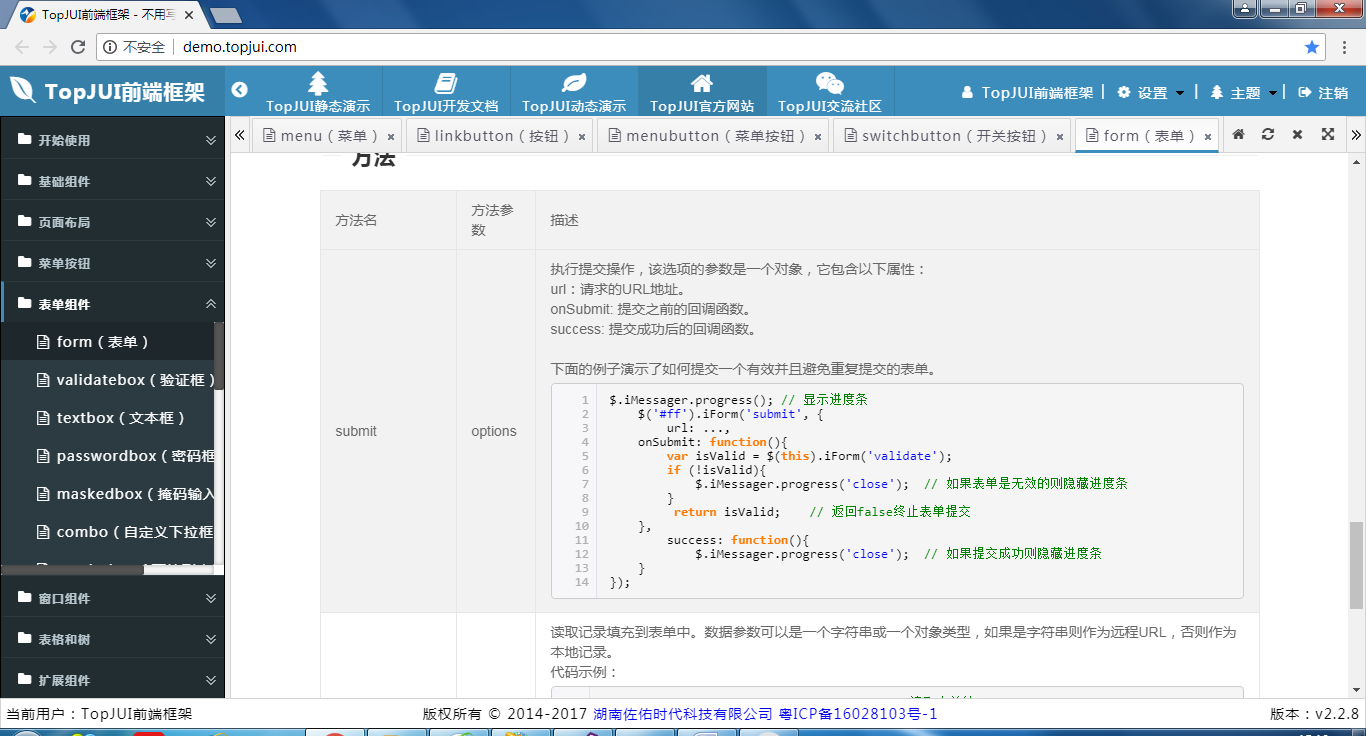 TopJUI前端框架 - 不用写
不安全 demo.topjui.com
TopJUI前端框架
TopJUI静态演示 TopJUI开发文档 TopJUI动态演示 TopJUI官方网站 TopJUI交流社区
TopJUI前端框架 设置 主题 注销
menu（菜单） linkbutton（按钮） menubutton（菜单按钮） switchbutton（开关按钮） form（表单）
开始使用
基础组件
页面布局
菜单按钮
表单组件
form（表单）
validatebox（验证框）
textbox（文本框）
passwordbox（密码框
maskedbox（掩码输入
combo（自定义下拉框
窗口组件
表格和树
扩展组件
方法
方法名 方法参数 描述
submit options
执行提交操作，该选项的参数是一个对象，它包含以下属性：
url：请求的URL地址。
onSubmit: 提交之前的回调函数。
success: 提交成功后的回调函数。
下面的例子演示了如何提交一个有效并且避免重复提交的表单。
1 $.iMessager.progress(); // 显示进度条
2 $('#ff').iForm('submit', {
3 url: ...,
4 onSubmit: function(){
5 var isValid = $(this).iForm('validate');
6 if (!isValid){
7 $.iMessager.progress('close'); // 如果表单是无效的则隐藏进度条
8 }
9 return isValid; // 返回false终止表单提交
10 },
11 success: function(){
12 $.iMessager.progress('close'); // 如果提交成功则隐藏进度条
13 }
14 });
读取记录填充到表单中。数据参数可以是一个字符串或一个对象类型，如果是字符串则作为远程URL，否则作为
本地记录。
代码示例：
当前用户：TopJUI前端框架
版权所有 © 2014-2017 湖南佐佑时代科技有限公司 粤ICP备16028103号-1
版本：v2.2.8